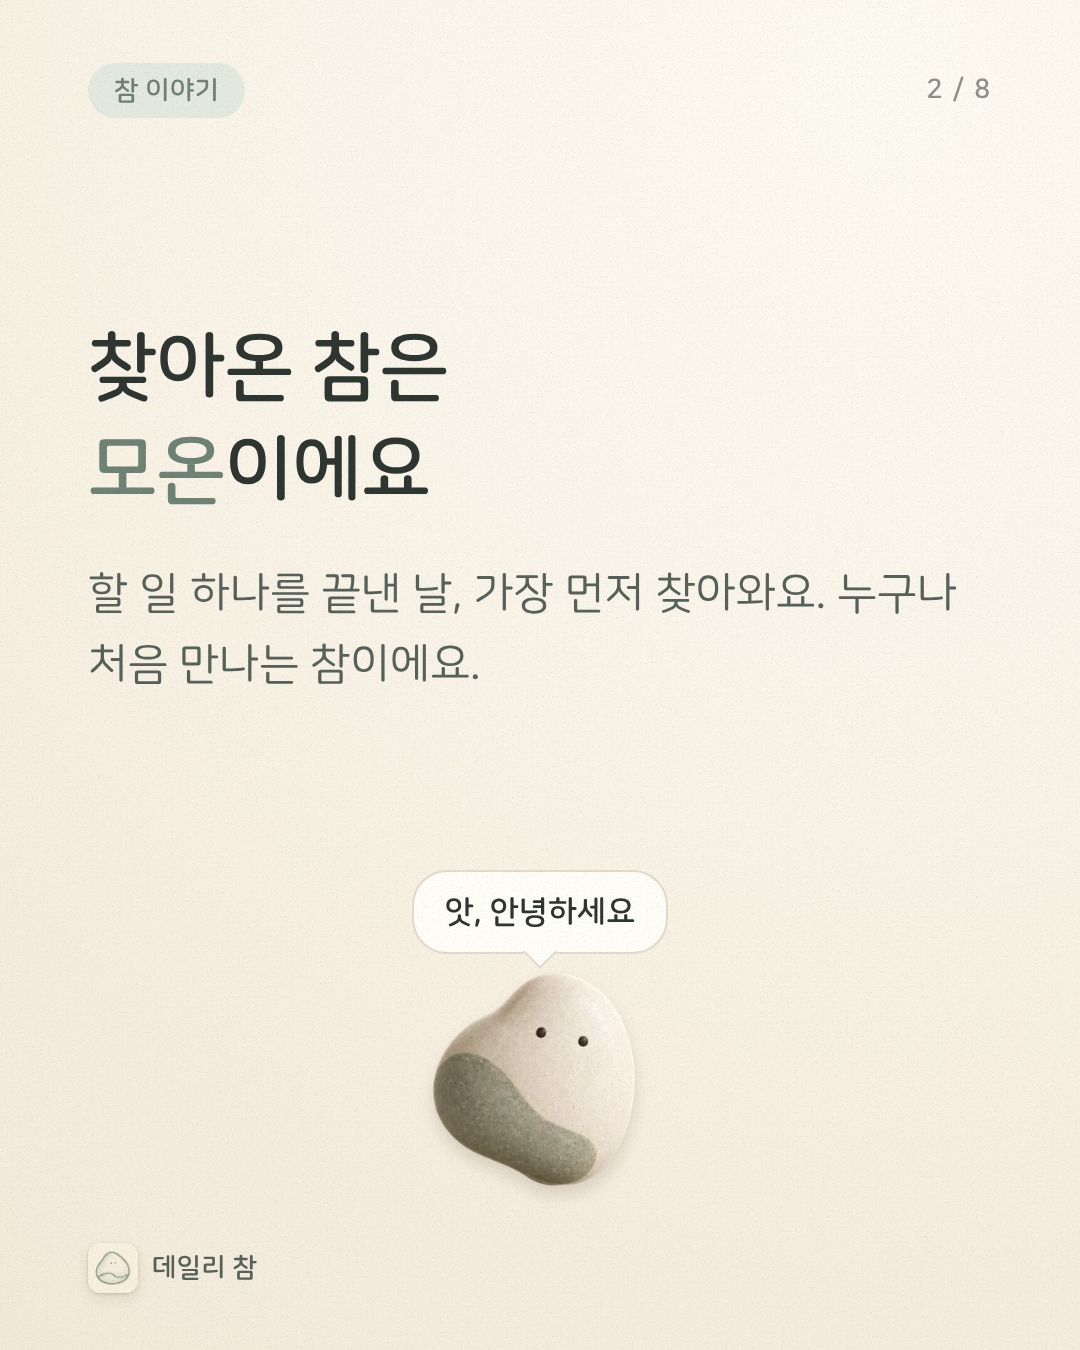 참 이야기
2 / 8
찾아온 참은
모온이에요
할 일 하나를 끝낸 날, 가장 먼저 찾아와요. 누구나
처음 만나는 참이에요.
앗, 안녕하세요
데일리 참